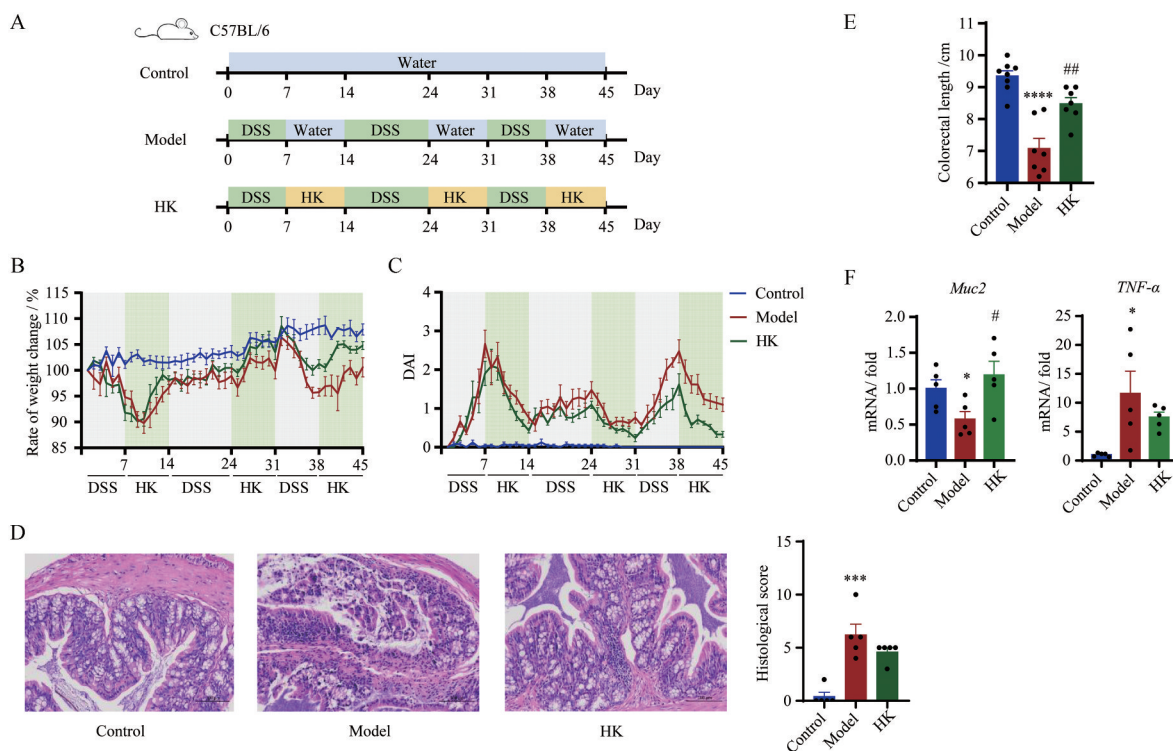 A
C57BL/6
Control
Water
0 7 14 24 31 38 45 Day
Model
DSS Water DSS Water DSS Water
0 7 14 24 31 38 45 Day
HK
DSS HK DSS HK DSS HK
0 7 14 24 31 38 45 Day
B
Rate of weight change / %
115
110
105
100
95
90
85
7 14 24 31 38 45
DSS HK DSS HK DSS HK
C
DAI
4
3
2
1
0
7 14 24 31 38 45
DSS HK DSS HK DSS HK
Control
Model
HK
D
Control
Model
HK
Histological score
15
10
5
0
***
Control Model HK
E
Colorectal length /cm
10
9
8
7
6
****
##
Control Model HK
F
Muc2
mRNA/ fold
2.0
1.5
1.0
0.5
0.0
*
#
Control Model HK
TNF-α
mRNA/ fold
25
20
15
10
5
0
*
Control Model HK